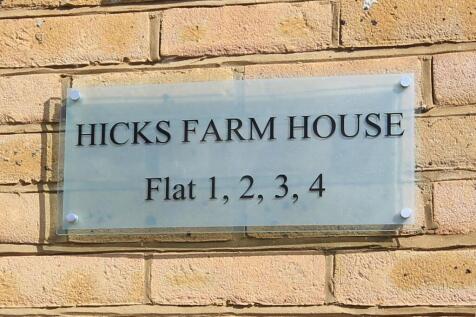 HICKS FARM HOUSE
Flat 1, 2, 3, 4